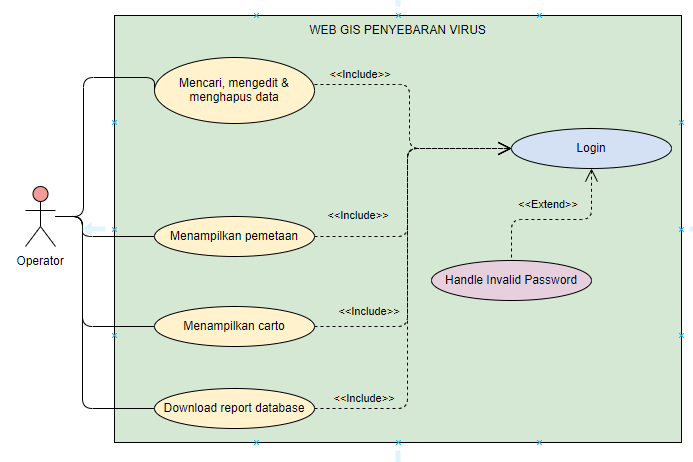 WEB GIS PENYEBARAN VIRUS
Mencari, mengedit &
menghapus data
<<Include>>
Login
<<Extend>>
Menampilkan pemetaan
<<Include>>
Operator
Handle Invalid Password
Menampilkan carto
<<Include>>
Download report database
<<Include>>